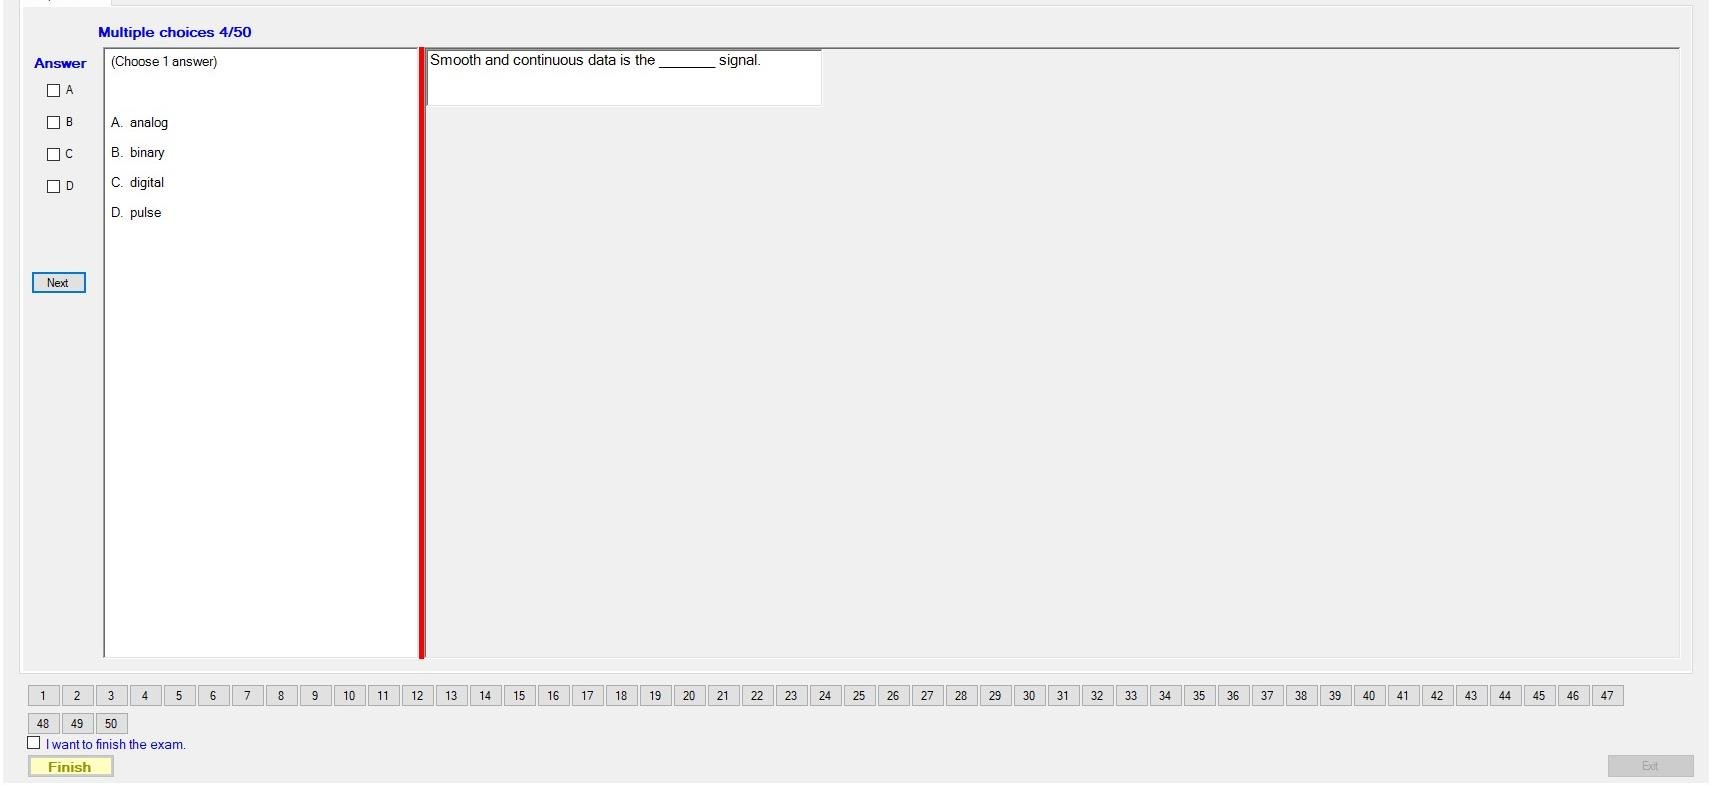 Multiple choices 4/50
Answer
A
B
C
D
Next
(Choose 1 answer)
A. analog
B. binary
C. digital
D. pulse
Smooth and continuous data is the _______ signal.
1 2 3 4 5 6 7 8 9 10 11 12 13 14 15 16 17 18 19 20 21 22 23 24 25 26 27 28 29 30 31 32 33 34 35 36 37 38 39 40 41 42 43 44 45 46 47
48 49 50
I want to finish the exam.
Finish
Exit